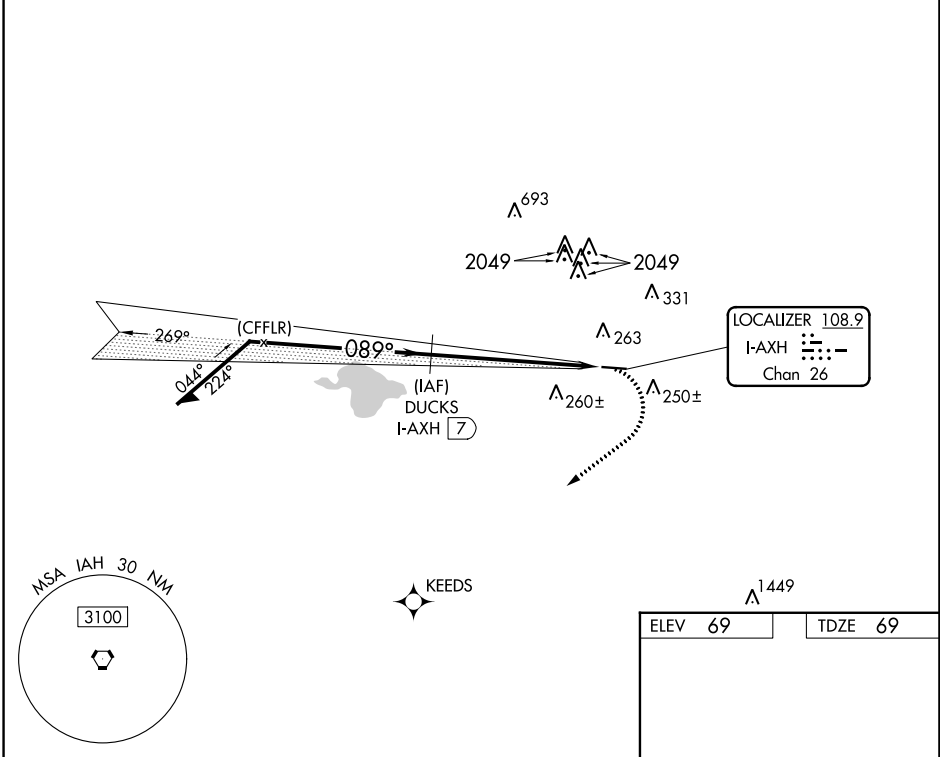 693
2049
2049
331
263
LOCALIZER 108.9
I-AXH
Chan 26
269°
(CFFLR)
089°
044°
224°
(IAF)
DUCKS
I-AXH 7
260±
250±
MSA IAH 30 NM
3100
KEEDS
1449
ELEV 69
TDZE 69